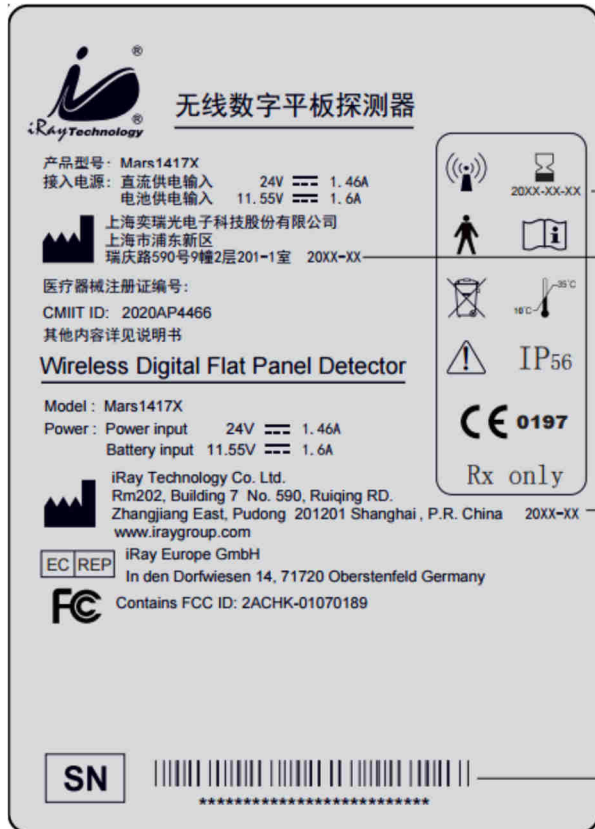 iRayTechnology
®
®
无线数字平板探测器
产品型号: Mars1417X
接入电源: 直流供电输入 24V 1.46A
电池供电输入 11.55V 1.6A
上海奕瑞光电子科技股份有限公司
上海市浦东新区
瑞庆路590号9幢2层201-1室 20XX-XX
医疗器械注册证编号:
CMIIT ID: 2020AP4466
其他内容详见说明书
Wireless Digital Flat Panel Detector
Model : Mars1417X
Power : Power input 24V 1.46A
Battery input 11.55V 1.6A
iRay Technology Co. Ltd.
Rm202, Building 7 No. 590, Ruiqing RD.
Zhangjiang East, Pudong 201201 Shanghai , P.R. China 20XX-XX
www.iraygroup.com
EC REP
iRay Europe GmbH
In den Dorfwiesen 14, 71720 Oberstenfeld Germany
FC Contains FCC ID: 2ACHK-01070189
20XX-XX-XX
i
35°C
10°C
IP56
CE 0197
Rx only
SN
**************************